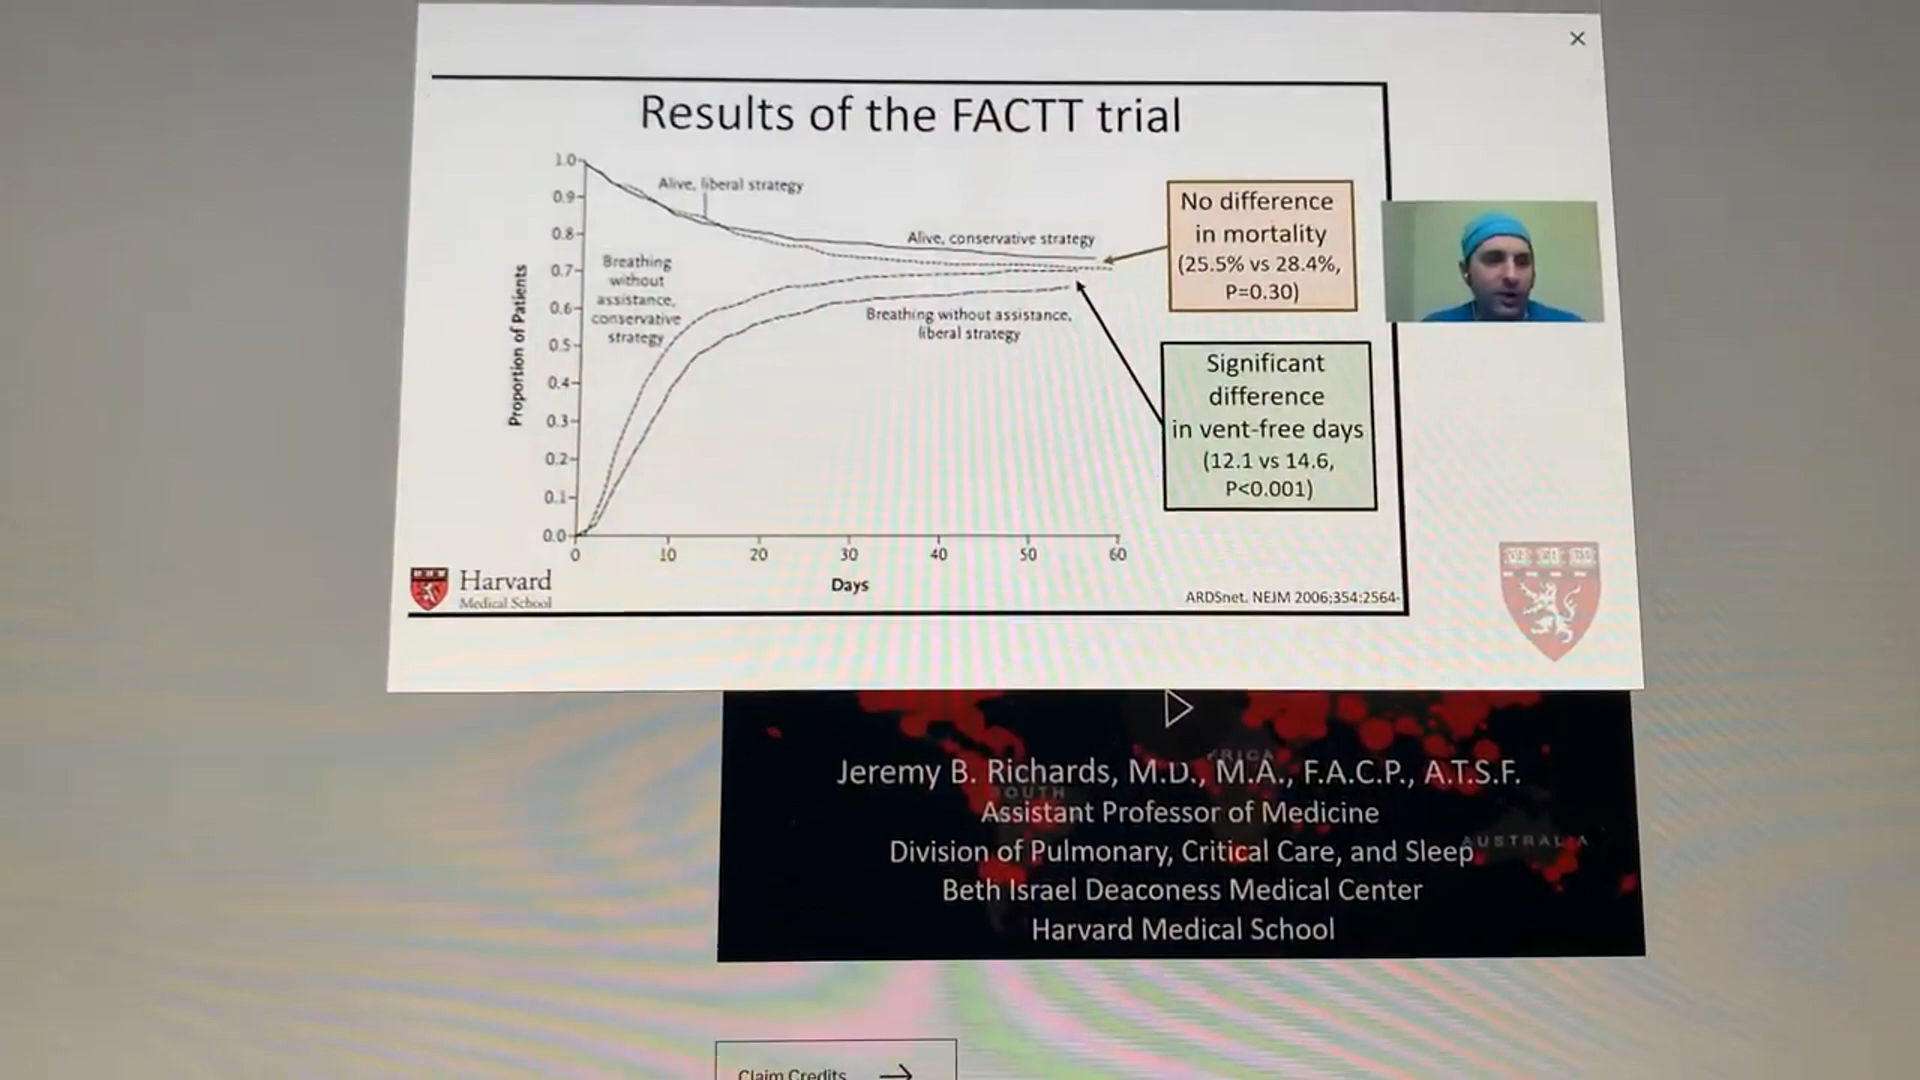 Results of the FACTT trial
1.0
0.9
0.8
0.7
0.6
0.5
0.4
0.3
0.2
0.1
0.0
Proportion of Patients
Alive, liberal strategy
Alive, conservative strategy
Breathing
without
assistance,
conservative
strategy
Breathing without assistance,
liberal strategy
0
10
20
30
40
50
60
Days
No difference
in mortality
(25.5% vs 28.4%,
P=0.30)
Significant
difference
in vent-free days
(12.1 vs 14.6,
P<0.001)
Harvard
Medical School
ARDSnet. NEJM 2006;354:2564-
Jeremy B. Richards, M.D., M.A., F.A.C.P., A.T.S.F.
Assistant Professor of Medicine
Division of Pulmonary, Critical Care, and Sleep
Beth Israel Deaconess Medical Center
Harvard Medical School
AUSTRALIA
Claim Credits